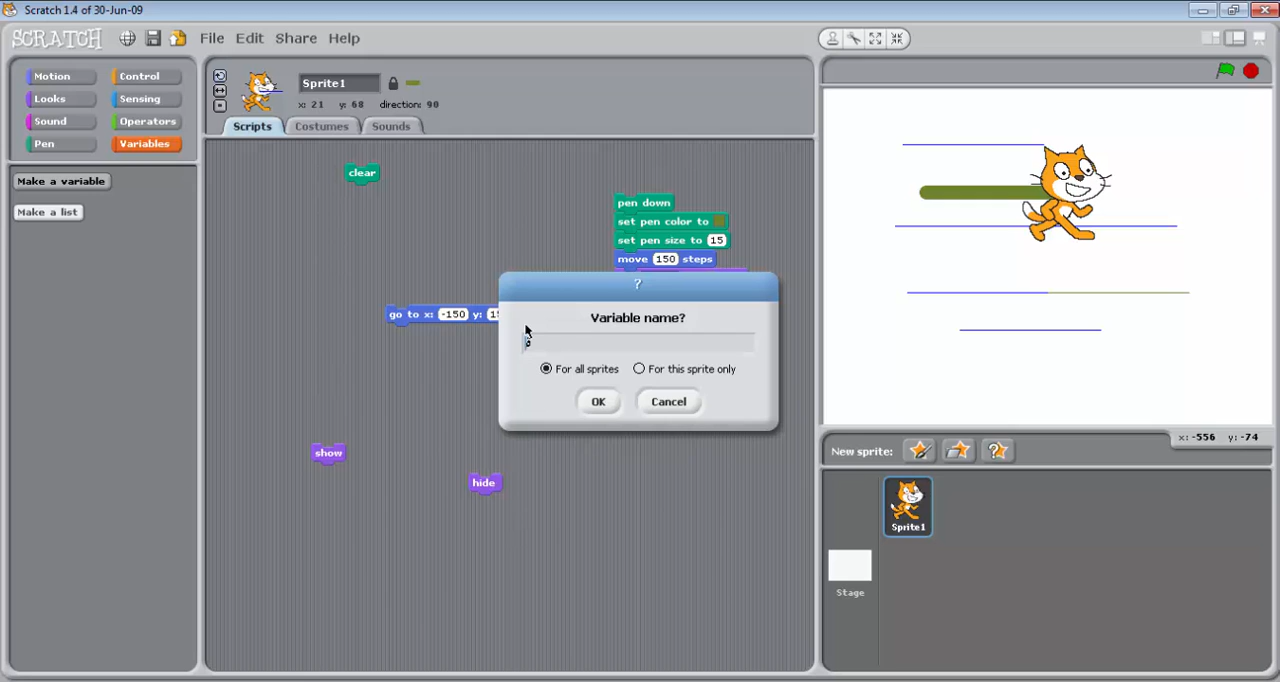 Scratch 1.4 of 30-Jun-09
SCRATCH File Edit Share Help
Motion Control
Looks Sensing
Sound Operators
Pen Variables
Make a variable
Make a list
Sprite1
x: 21 y: 68 direction: 90
Scripts Costumes Sounds
clear
pen down
set pen color to
set pen size to 15
move 150 steps
go to x: -150 y:
show
hide
?
Variable name?
For all sprites For this sprite only
OK Cancel
x: -556 y: -74
New sprite:
Sprite1
Stage